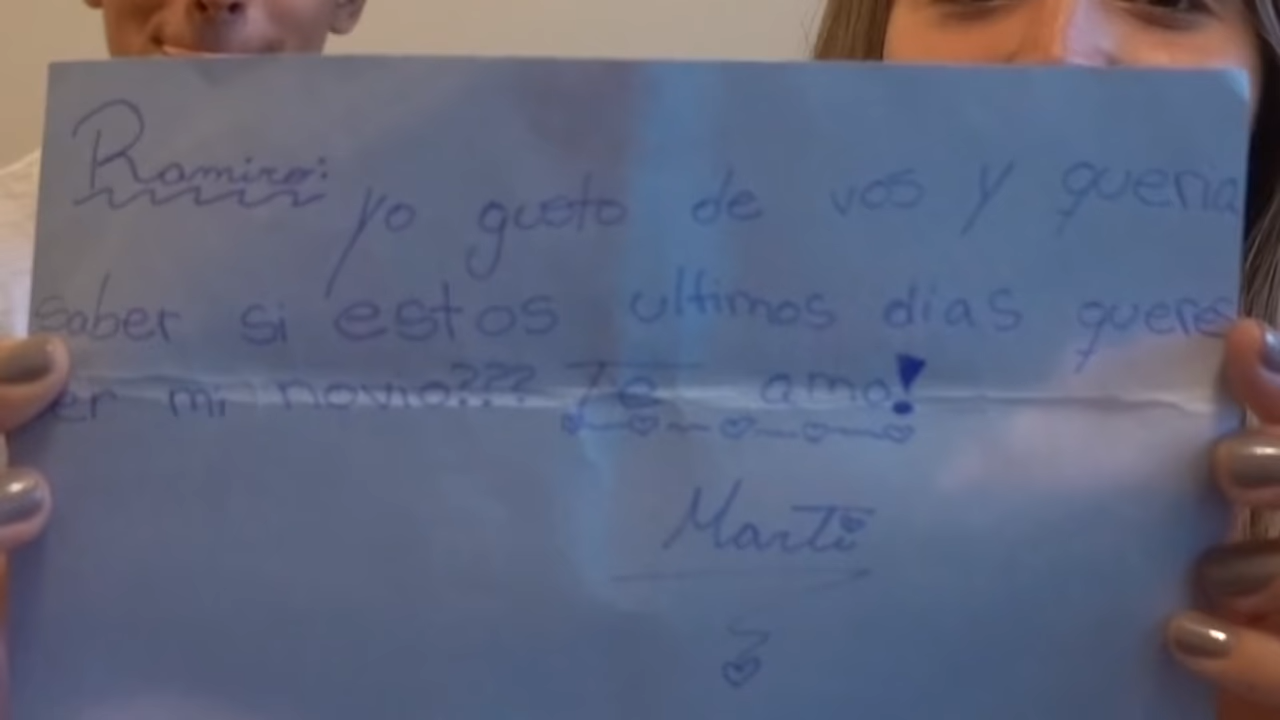 Ramiro:
yo gusto de vos y queria
saber si estos ultimos dias queres
er mi novio??? Te amo!
Marti